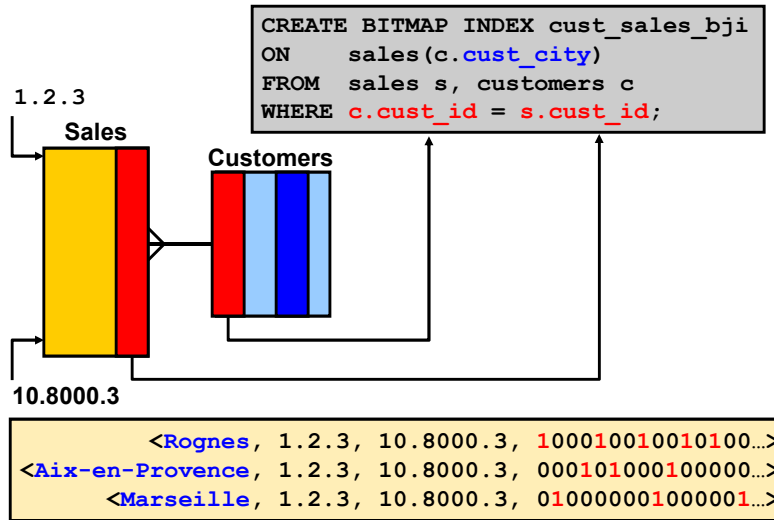 CREATE BITMAP INDEX cust_sales_bji
ON sales(c.cust_city)
FROM sales s, customers c
WHERE c.cust_id = s.cust_id;
1.2.3
Sales
Customers
10.8000.3
<Rognes, 1.2.3, 10.8000.3, 1000100100010100…>
<Aix-en-Provence, 1.2.3, 10.8000.3, 000101000100000…>
<Marseille, 1.2.3, 10.8000.3, 010000001000001…>